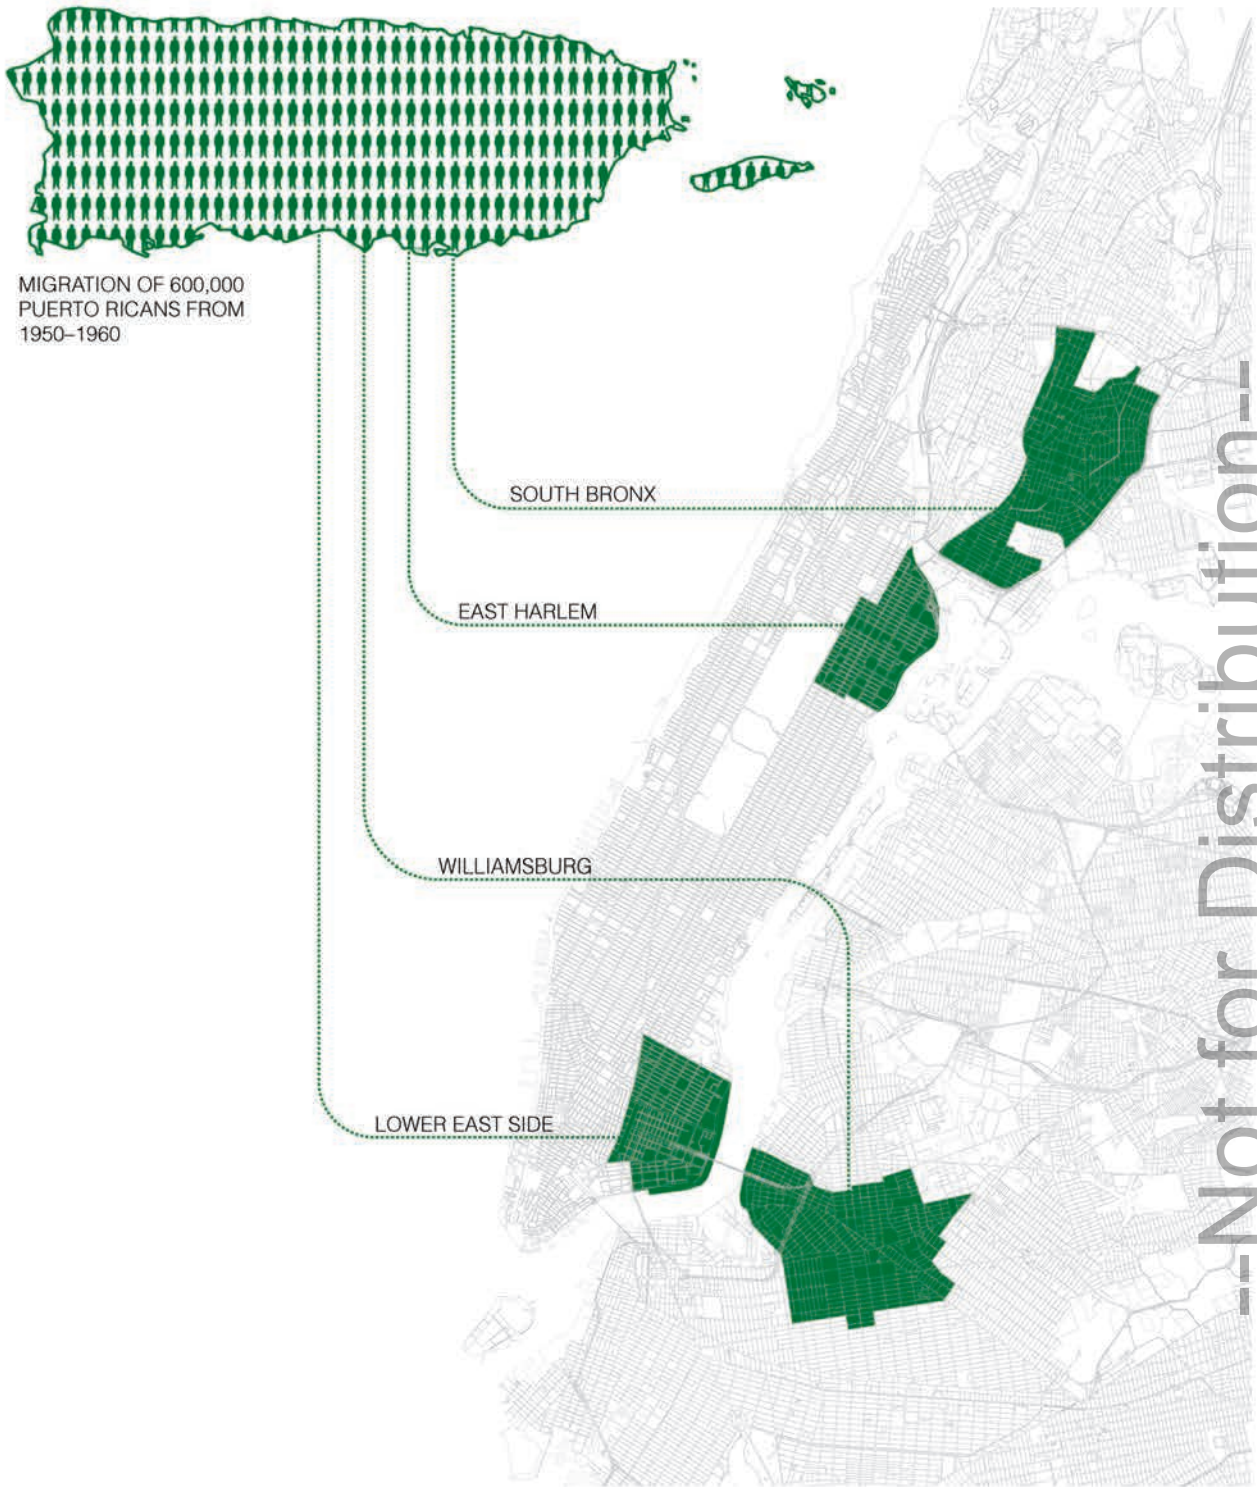 MIGRATION OF 600,000
PUERTO RICANS FROM
1950–1960
SOUTH BRONX
EAST HARLEM
WILLIAMSBURG
LOWER EAST SIDE
--Not for Distribution--